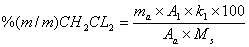 %(m/m)CH2CL2 = ma × A1 × k1 × 100 / Aa × Ms